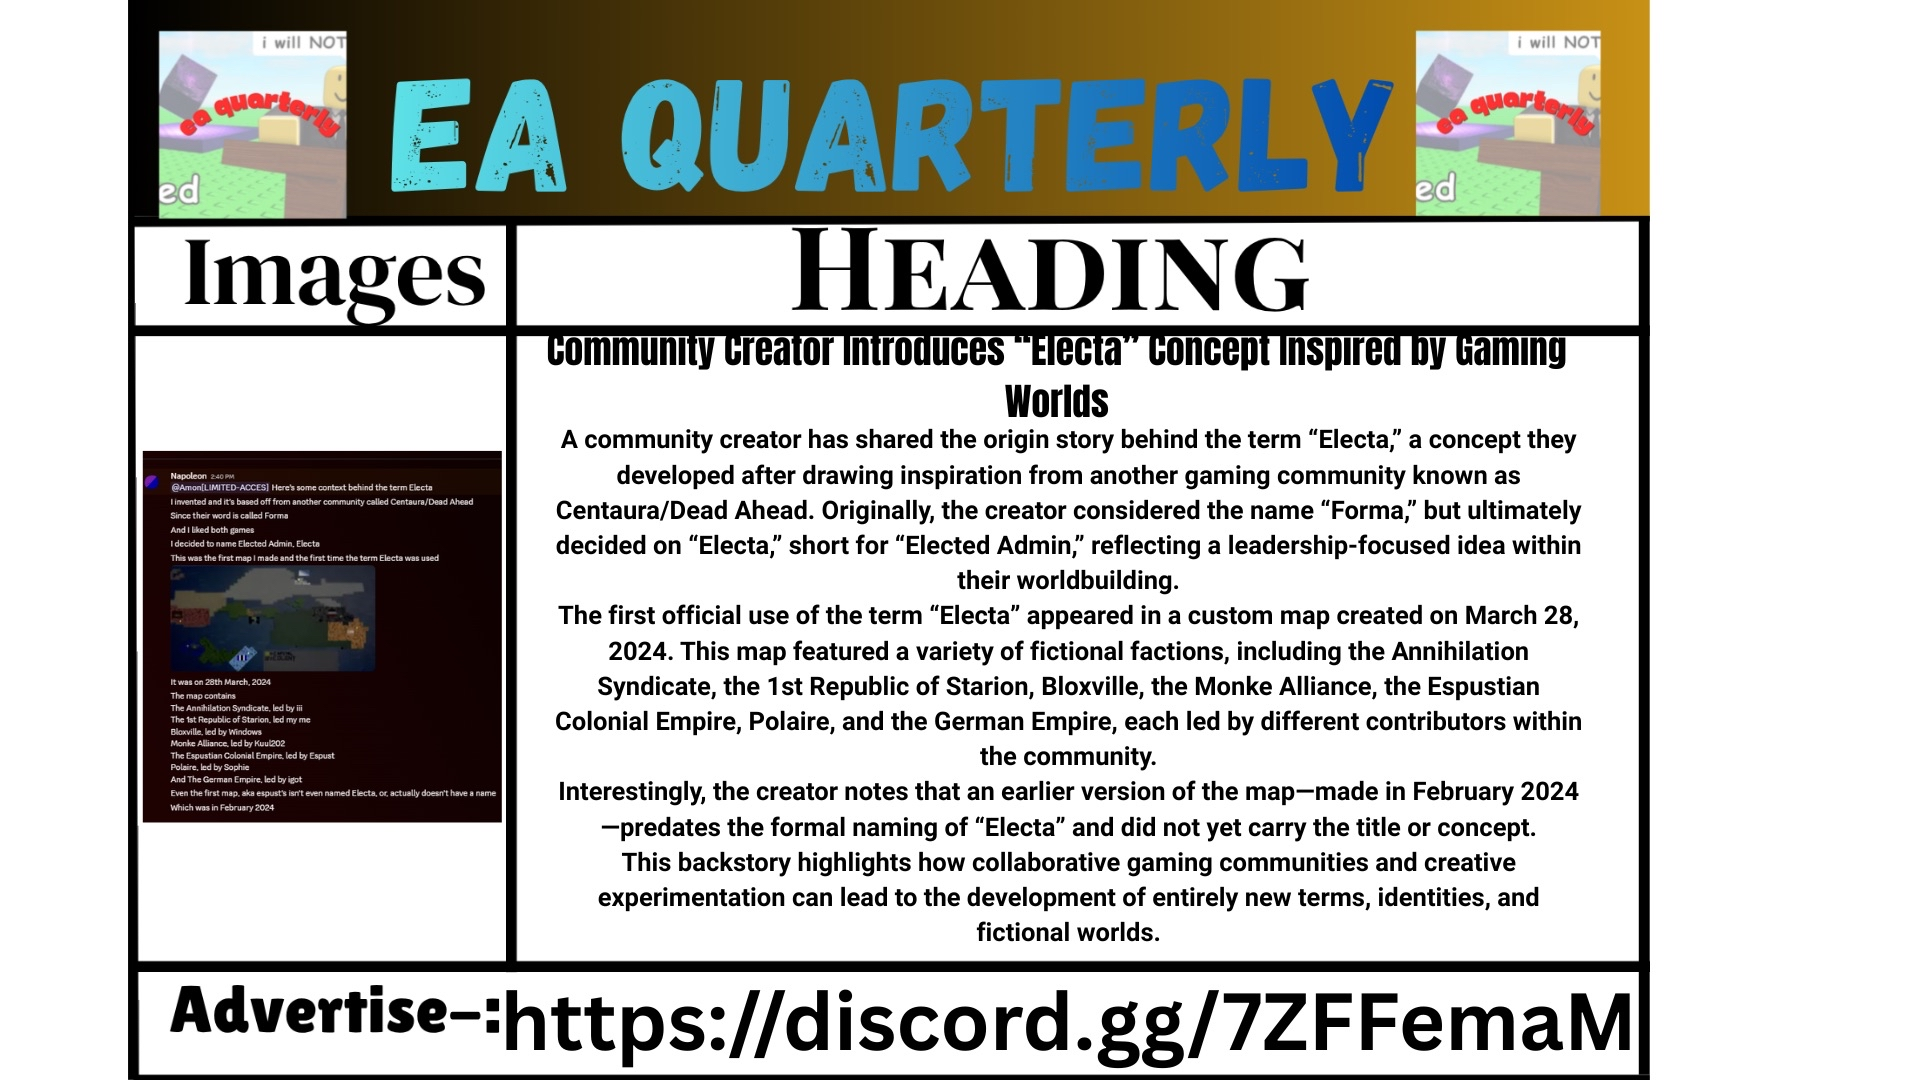 i will NOT
ea quarterly
ed
EA QUARTERLY
i will NOT
ea quarterly
ed
Images
HEADING
Community Creator Introduces “Electa” Concept Inspired by Gaming
Worlds
A community creator has shared the origin story behind the term “Electa,” a concept they
developed after drawing inspiration from another gaming community known as
Centaura/Dead Ahead. Originally, the creator considered the name “Forma,” but ultimately
decided on “Electa,” short for “Elected Admin,” reflecting a leadership-focused idea within
their worldbuilding.
The first official use of the term “Electa” appeared in a custom map created on March 28,
2024. This map featured a variety of fictional factions, including the Annihilation
Syndicate, the 1st Republic of Starion, Bloxville, the Monke Alliance, the Espustian
Colonial Empire, Polaire, and the German Empire, each led by different contributors within
the community.
Interestingly, the creator notes that an earlier version of the map—made in February 2024
—predates the formal naming of “Electa” and did not yet carry the title or concept.
This backstory highlights how collaborative gaming communities and creative
experimentation can lead to the development of entirely new terms, identities, and
fictional worlds.
Napoleon 2:40 PM
@Amon[LIMITED-ACCES] Here's some context behind the term Electa
I invented and it's based off from another community called Centaura/Dead Ahead
Since their word is called Forma
And I liked both games
I decided to name Elected Admin, Electa
This was the first map I made and the first time the term Electa was used
It was on 28th March, 2024
The map contains
The Annihilation Syndicate, led by iii
The 1st Republic of Starion, led my me
Bloxville, led by Windows
Monke Alliance, led by Kuul202
The Espustian Colonial Empire, led by Espust
Polaire, led by Sophie
And The German Empire, led by igot
Even the first map, aka espust's isn't even named Electa, or, actually doesn't have a name
Which was in February 2024
Advertise-:https://discord.gg/7ZFFemaM